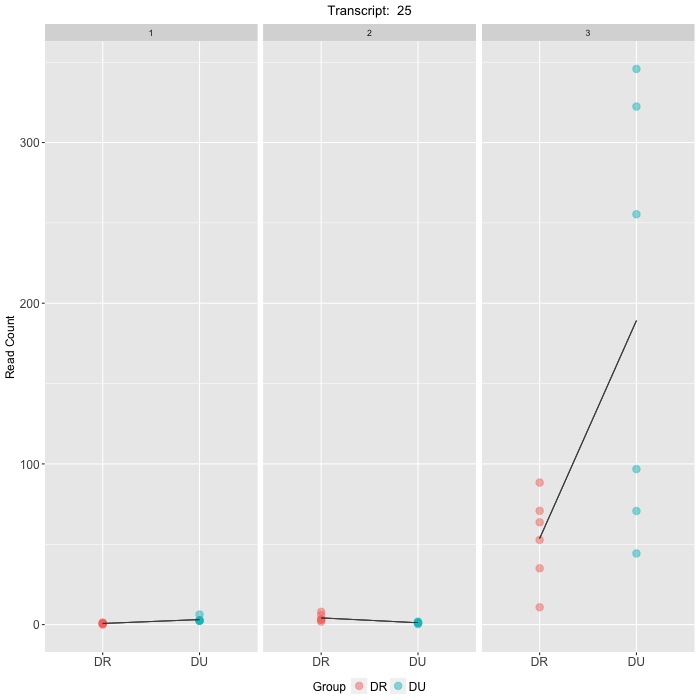 Transcript:  25
1 2 3
Read Count
300
200
100
0
DR DU DR DU DR DU
Group DR DU